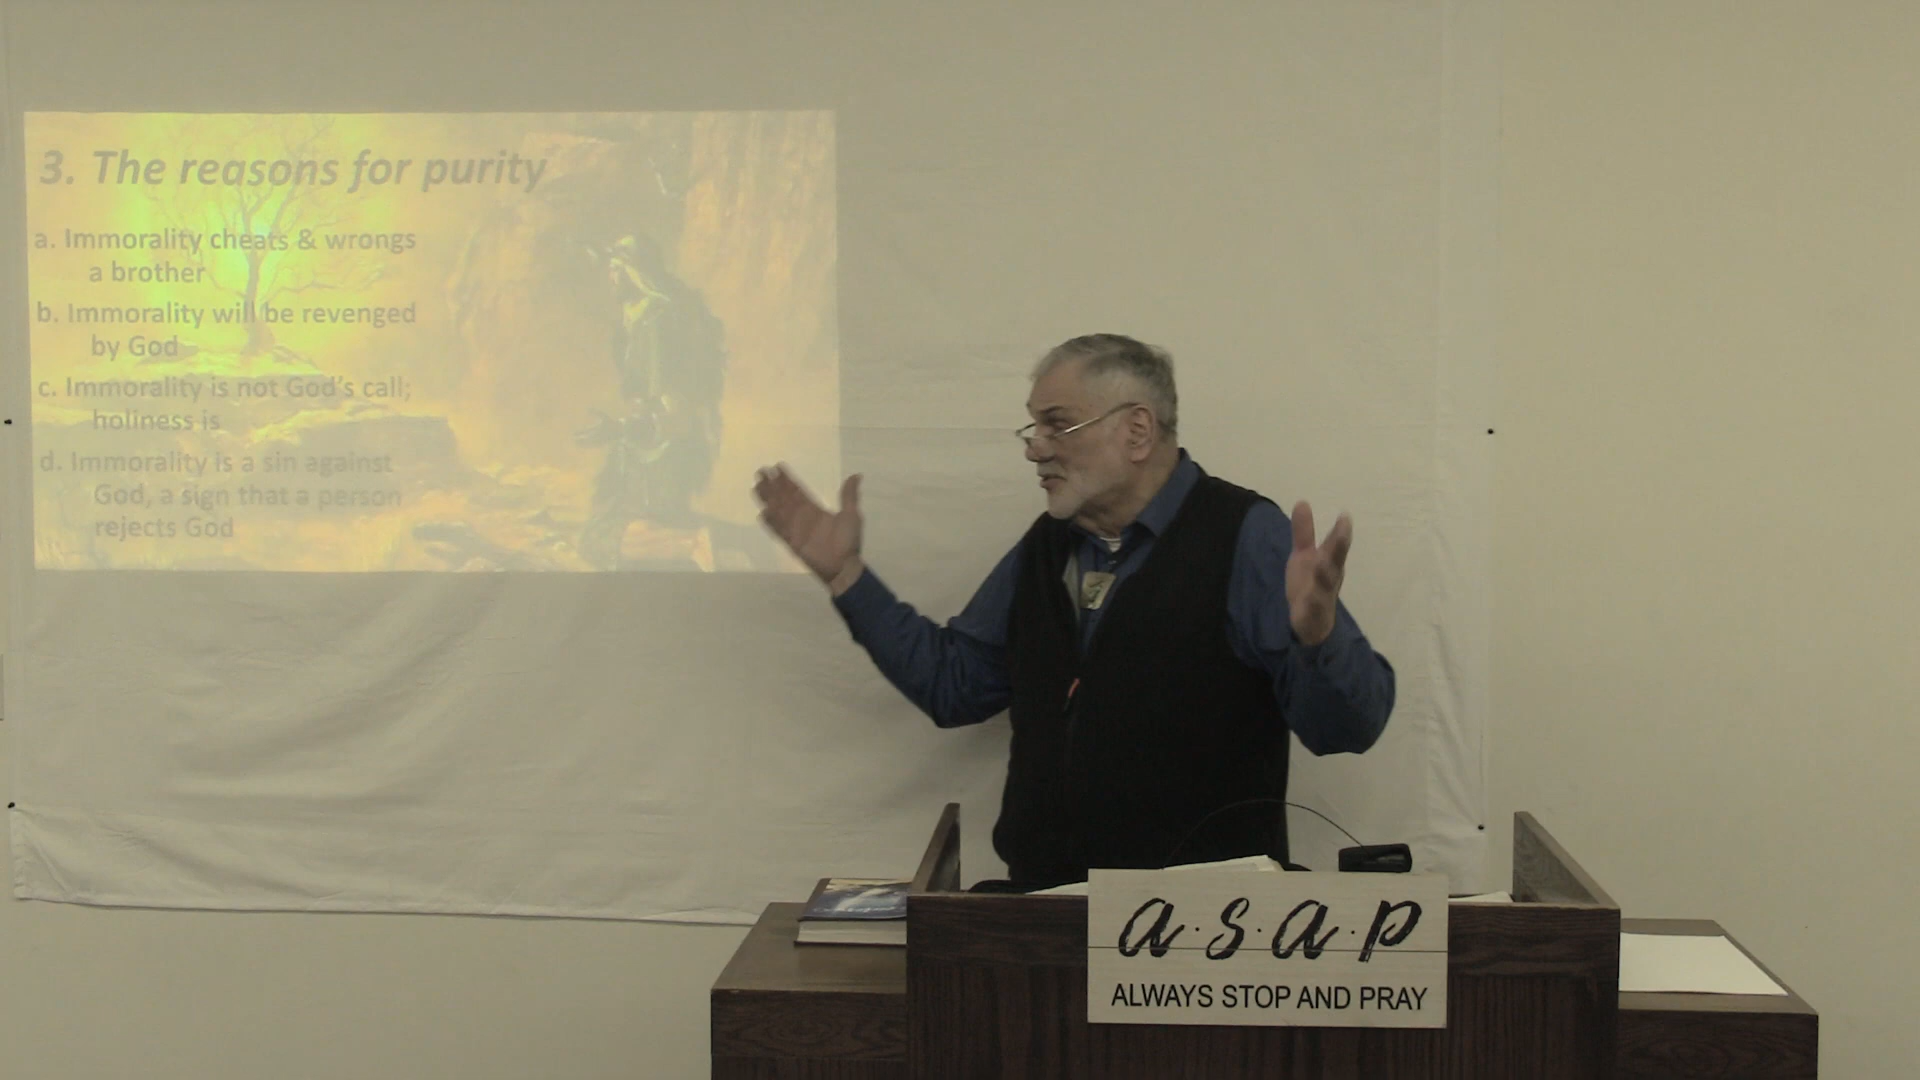 3. The reasons for purity
a. Immorality cheats & wrongs
a brother
b. Immorality will be revenged
by God
c. Immorality is not God's call;
holiness is
d. Immorality is a sin against
God, a sign that a person
rejects God
a.s.a.p
ALWAYS STOP AND PRAY